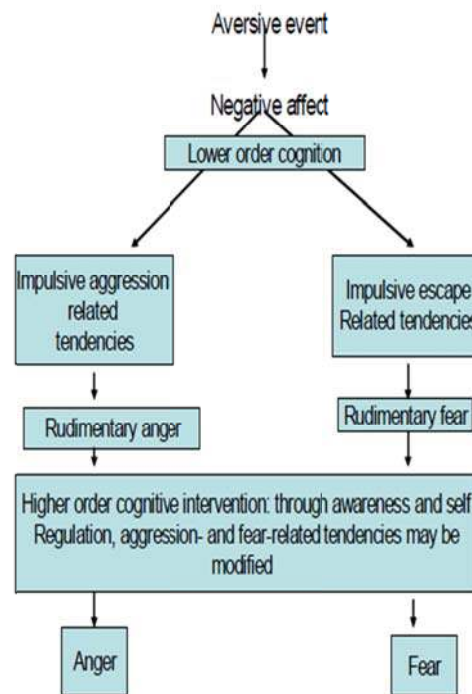 Aversive evert
Negative affect
Lower order cognition
Impulsive aggression
related
tendencies
Impulsive escape
Related tendencies
Rudimentary anger
Rudimentary fear
Higher order cognitive intervention: through awareness and self
Regulation, aggression- and fear-related tendencies may be
modified
Anger
Fear